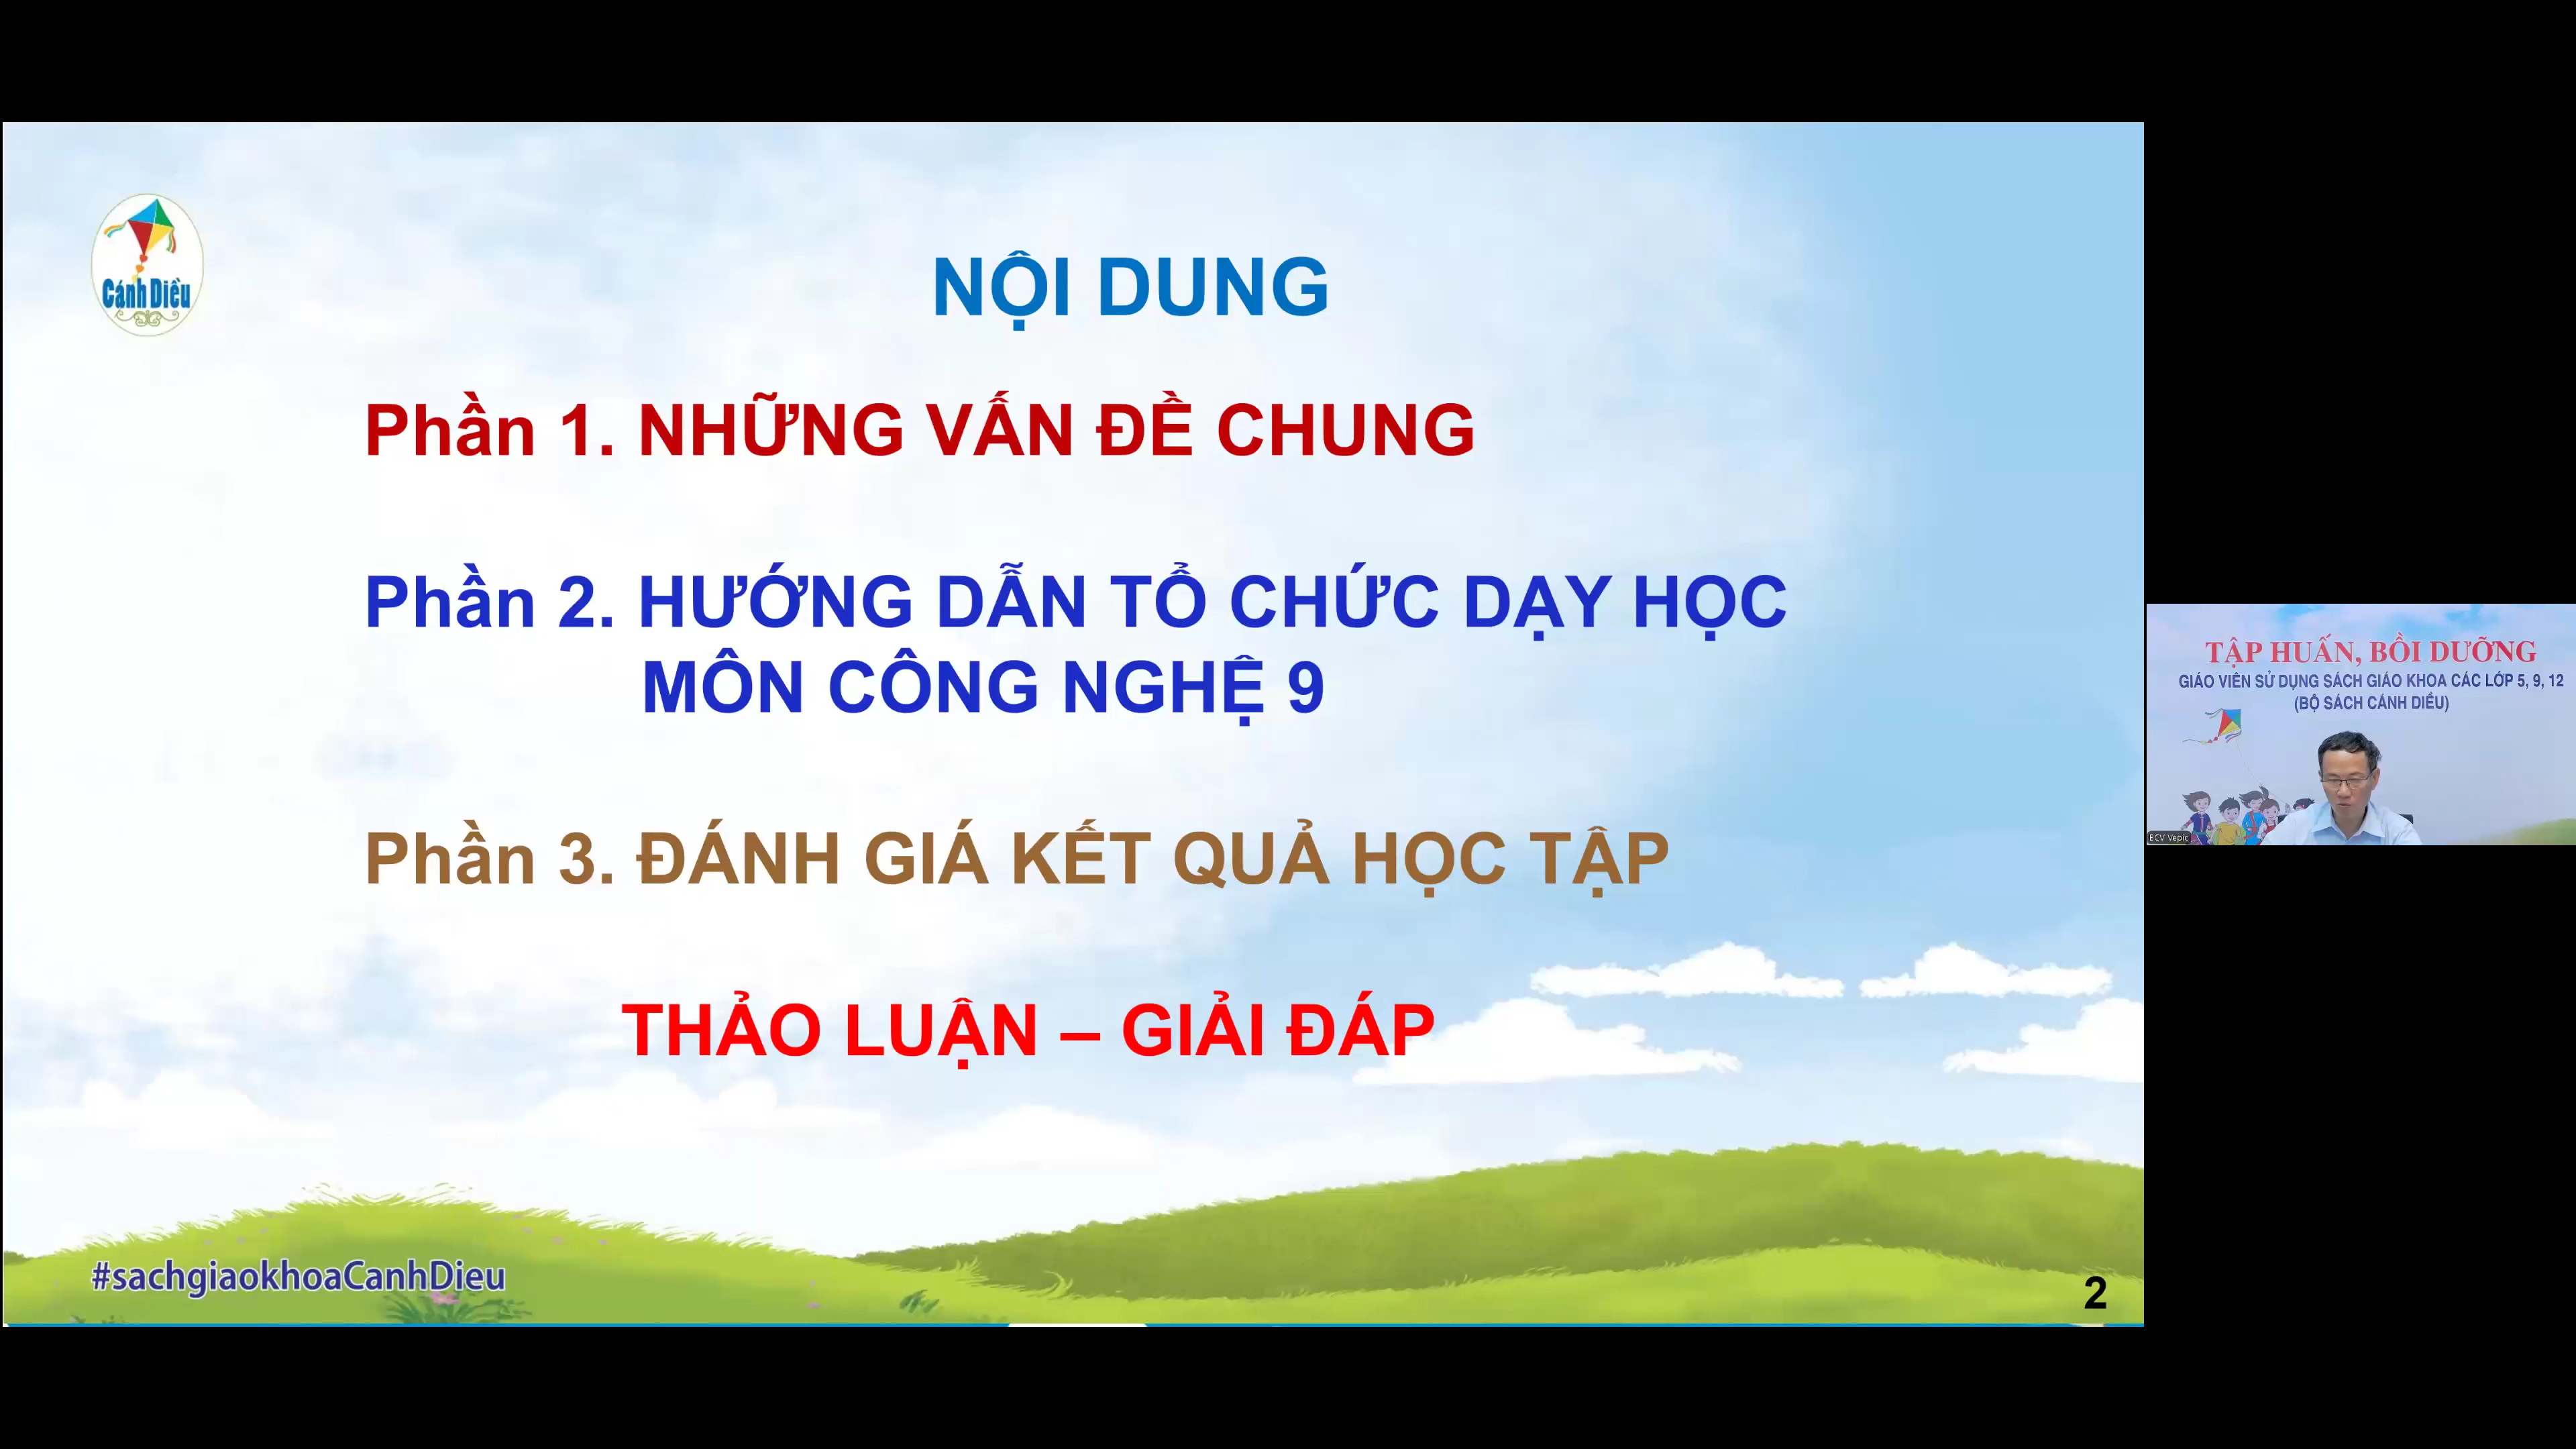 Cánh Diều
NỘI DUNG
Phần 1. NHỮNG VẤN ĐỀ CHUNG
Phần 2. HƯỚNG DẪN TỔ CHỨC DẠY HỌC
MÔN CÔNG NGHỆ 9
Phần 3. ĐÁNH GIÁ KẾT QUẢ HỌC TẬP
THẢO LUẬN – GIẢI ĐÁP
#sachgiaokhoaCanhDieu
2
TẬP HUẤN, BỒI DƯỠNG
GIÁO VIÊN SỬ DỤNG SÁCH GIÁO KHOA CÁC LỚP 5, 9, 12
(BỘ SÁCH CÁNH DIỀU)
BCV Vepic